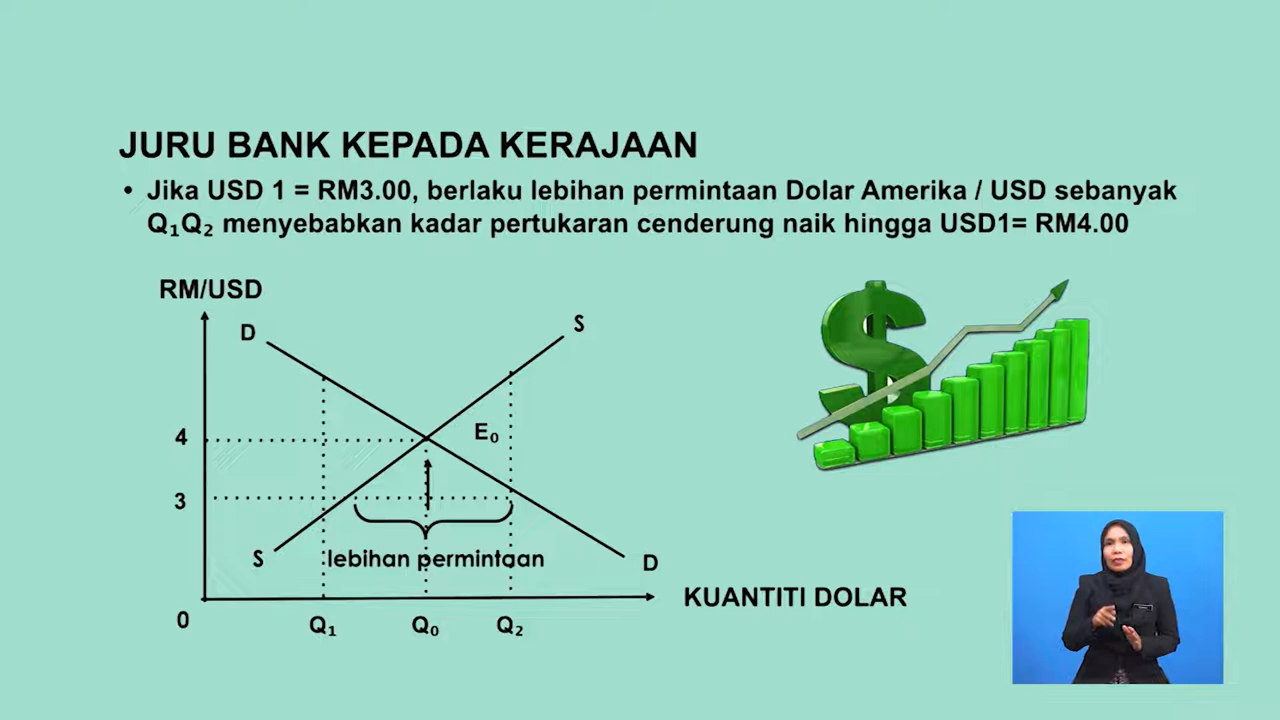 JURU BANK KEPADA KERAJAAN
• Jika USD 1 = RM3.00, berlaku lebihan permintaan Dolar Amerika / USD sebanyak
Q₁Q₂ menyebabkan kadar pertukaran cenderung naik hingga USD1= RM4.00
RM/USD
D
S
4
E₀
3
S
lebihan permintaan
D
KUANTITI DOLAR
0
Q₁
Q₀
Q₂